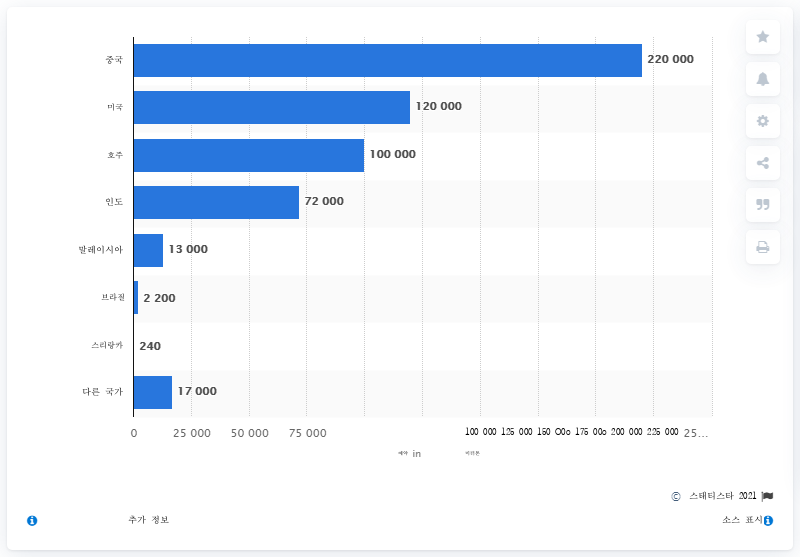 중국 220 000
미국 120 000
호주 100 000
인도 72 000
말레이시아 13 000
브라질 2 200
스리랑카 240
다른 국가 17 000
0 25 000 50 000 75 000 100 000 125 000 150 000 175 000 200 000 225 000 25...
in
© 스태티스타 2021
추가 정보 소스 표시